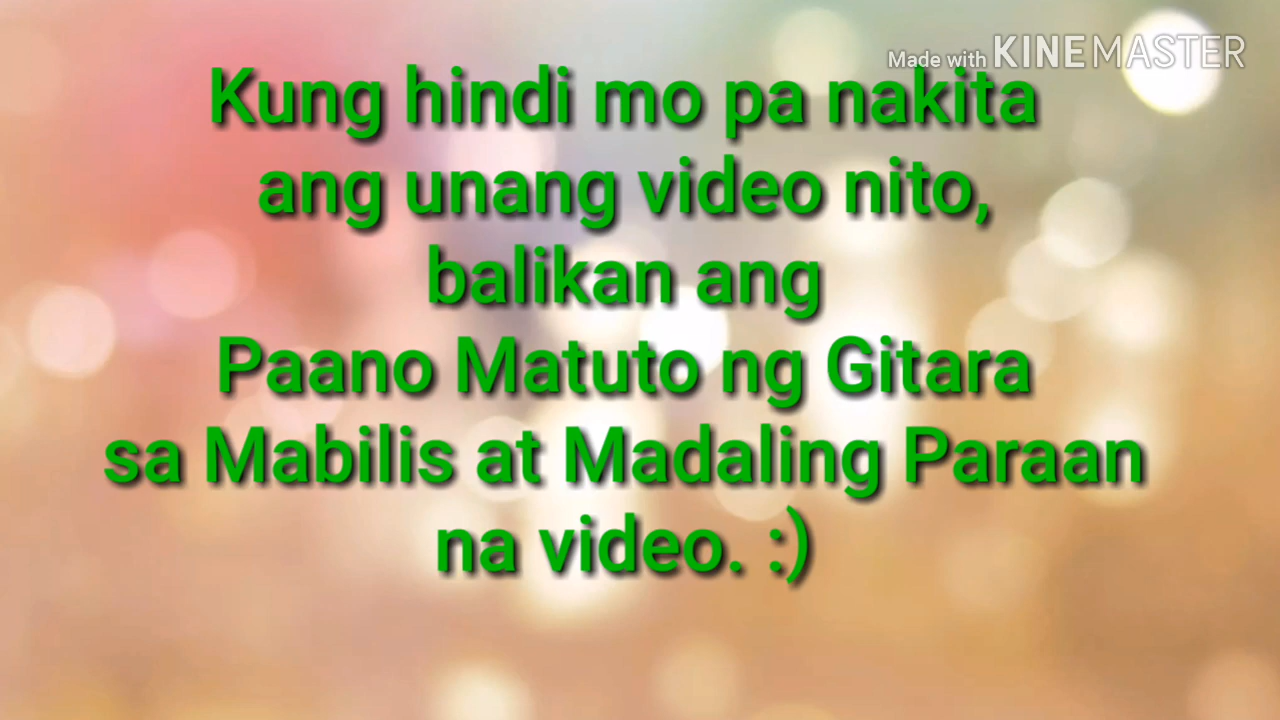 Made with KINEMASTER
Kung hindi mo pa nakita
ang unang video nito,
balikan ang
Paano Matuto ng Gitara
sa Mabilis at Madaling Paraan
na video. :)